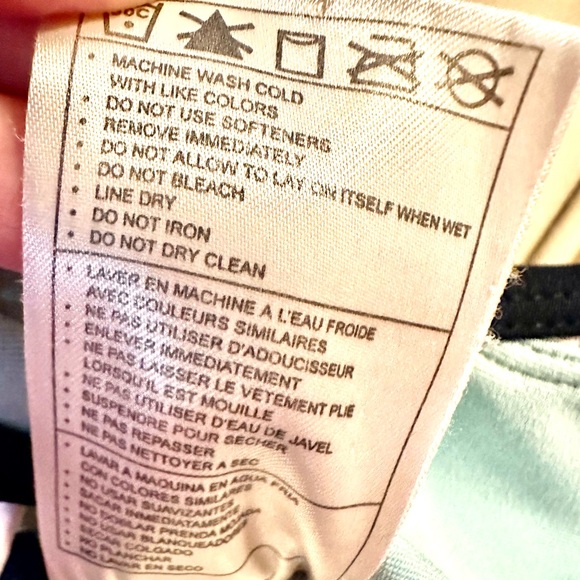 • MACHINE WASH COLD
WITH LIKE COLORS
• DO NOT USE SOFTENERS
• REMOVE IMMEDIATELY
• DO NOT ALLOW TO LAY ON ITSELF WHEN WET
• DO NOT BLEACH
• LINE DRY
• DO NOT IRON
• DO NOT DRY CLEAN
• LAVER EN MACHINE A L'EAU FROIDE
AVEC COULEURS SIMILAIRES
• NE PAS UTILISER D'ADOUCISSEUR
• ENLEVER IMMEDIATEMENT
• NE PAS LAISSER LE VETEMENT PLIE
LORSQU'IL EST MOUILLE
• NE PAS UTILISER D'EAU DE JAVEL
• SUSPENDRE POUR SECHER
• NE PAS REPASSER
• NE PAS NETTOYER A SEC
• LAVAR A MAQUINA EN AGUA FRIA
CON COLORES SIMILARES
• NO USAR SUAVIZANTES
• SACAR INMEDIATAMENTE
• NO DOBLAR PRENDA MOJADA
• NO USAR BLANQUEADORES
• SECAR COLGADO
• NO PLANCHAR
• NO LAVAR EN SECO